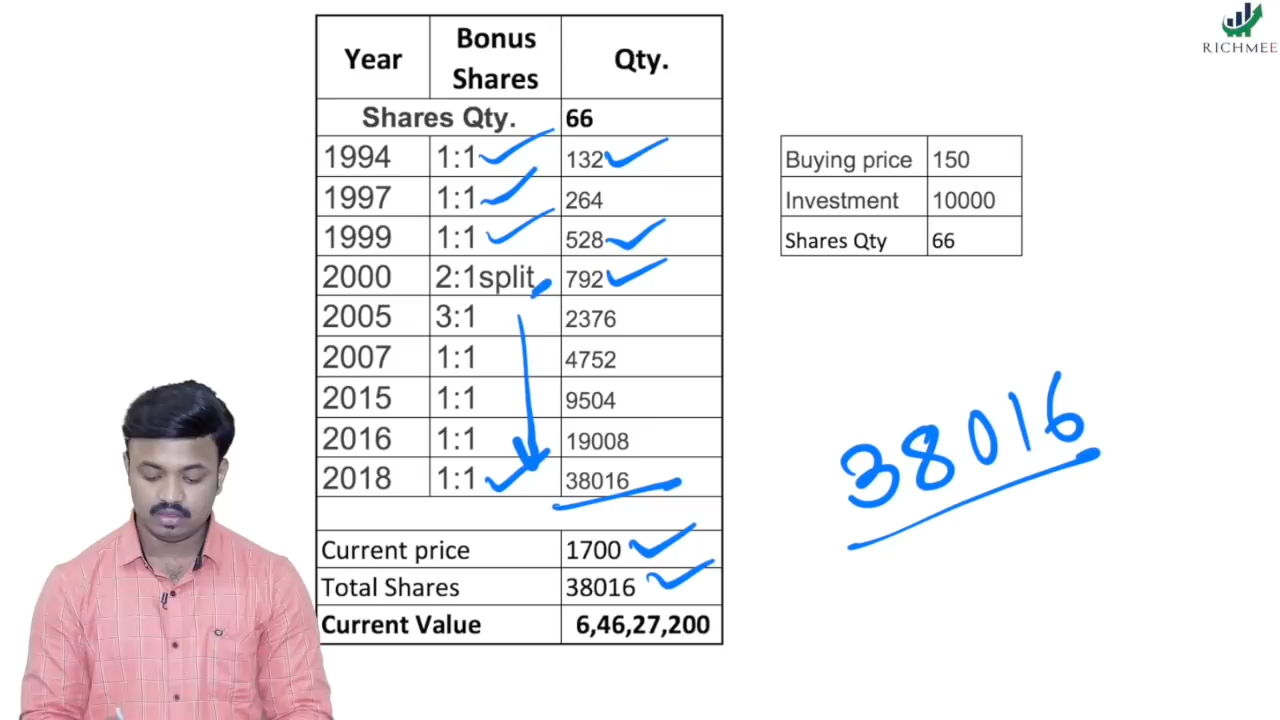 RICHMEE
Year Bonus Shares Qty.
Shares Qty. 66
1994 1:1 132
1997 1:1 264
1999 1:1 528
2000 2:1split 792
2005 3:1 2376
2007 1:1 4752
2015 1:1 9504
2016 1:1 19008
2018 1:1 38016
Current price 1700
Total Shares 38016
Current Value 6,46,27,200
Buying price 150
Investment 10000
Shares Qty 66
38016